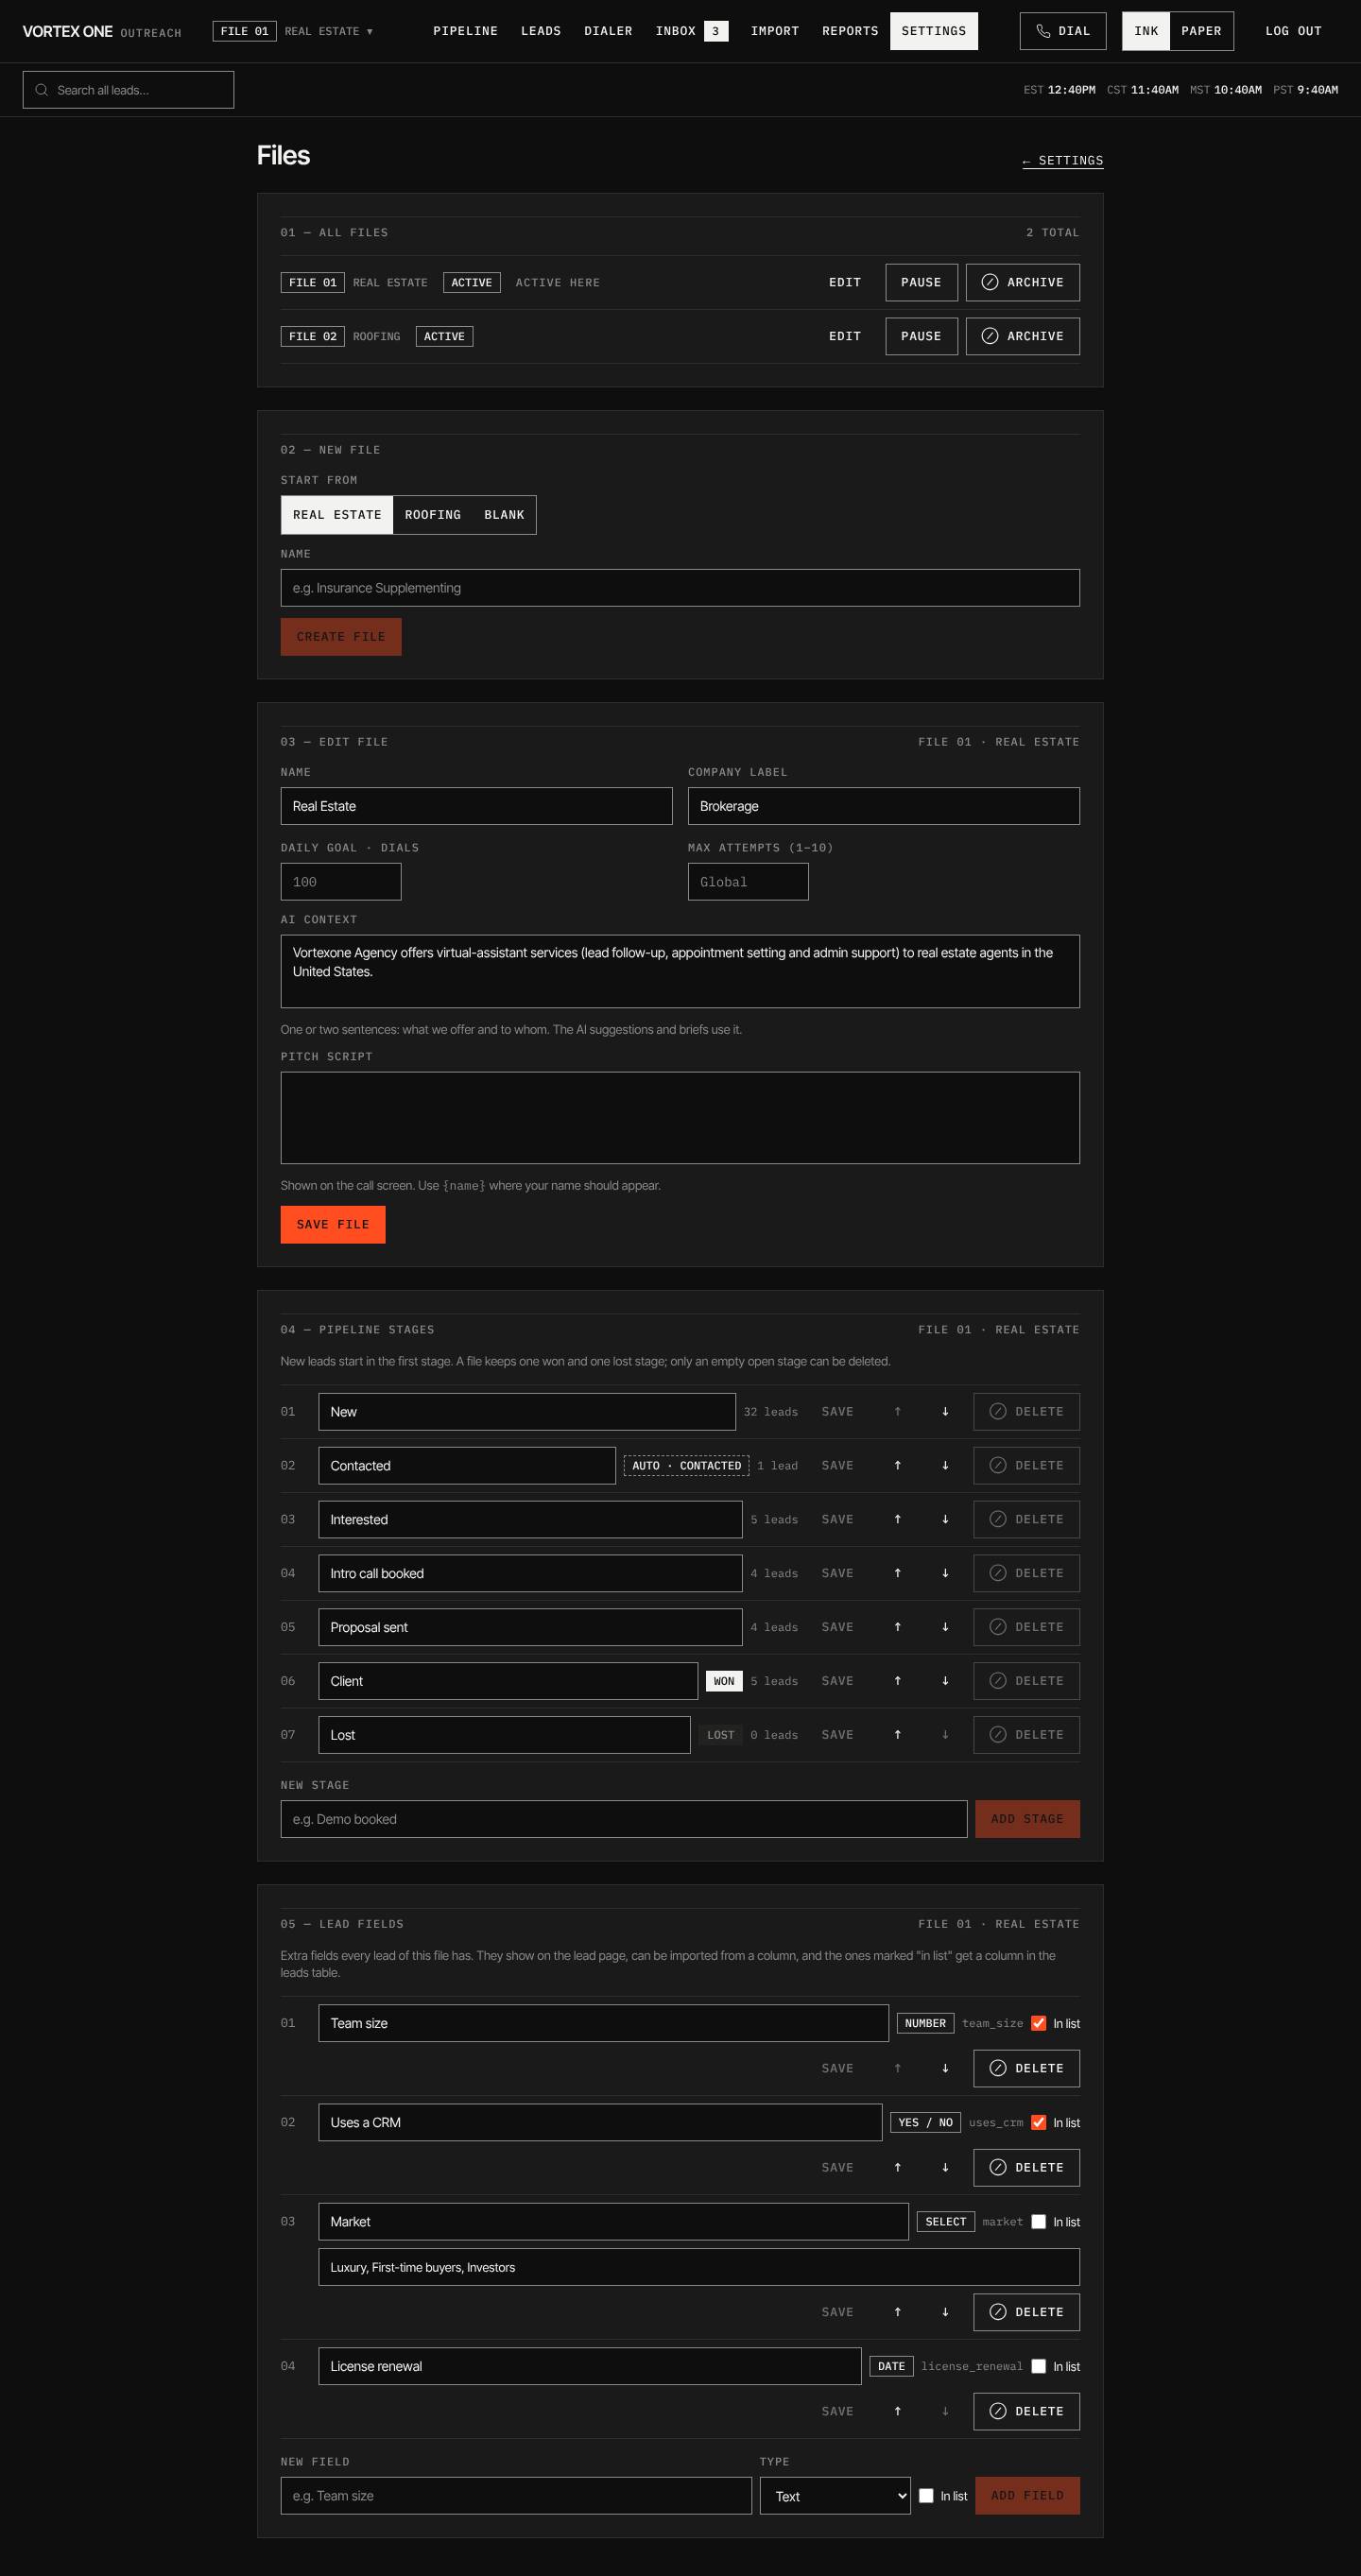 VORTEX ONE OUTREACH FILE 01 REAL ESTATE ▾ PIPELINE LEADS DIALER INBOX 3 IMPORT REPORTS SETTINGS DIAL INK PAPER LOG OUT
Search all leads... EST 12:40PM CST 11:40AM MST 10:40AM PST 9:40AM
Files ← SETTINGS
01 — ALL FILES 2 TOTAL
FILE 01 REAL ESTATE ACTIVE ACTIVE HERE EDIT PAUSE ARCHIVE
FILE 02 ROOFING ACTIVE EDIT PAUSE ARCHIVE
02 — NEW FILE
START FROM
REAL ESTATE ROOFING BLANK
NAME
e.g. Insurance Supplementing
CREATE FILE
03 — EDIT FILE FILE 01 · REAL ESTATE
NAME COMPANY LABEL
Real Estate Brokerage
DAILY GOAL · DIALS MAX ATTEMPTS (1–10)
100 Global
AI CONTEXT
Vortexone Agency offers virtual-assistant services (lead follow-up, appointment setting and admin support) to real estate agents in the
United States.
One or two sentences: what we offer and to whom. The AI suggestions and briefs use it.
PITCH SCRIPT
Shown on the call screen. Use {name} where your name should appear.
SAVE FILE
04 — PIPELINE STAGES FILE 01 · REAL ESTATE
New leads start in the first stage. A file keeps one won and one lost stage; only an empty open stage can be deleted.
01 New 32 leads SAVE ↑ ↓ DELETE
02 Contacted AUTO · CONTACTED 1 lead SAVE ↑ ↓ DELETE
03 Interested 5 leads SAVE ↑ ↓ DELETE
04 Intro call booked 4 leads SAVE ↑ ↓ DELETE
05 Proposal sent 4 leads SAVE ↑ ↓ DELETE
06 Client WON 5 leads SAVE ↑ ↓ DELETE
07 Lost LOST 0 leads SAVE ↑ ↓ DELETE
NEW STAGE
e.g. Demo booked ADD STAGE
05 — LEAD FIELDS FILE 01 · REAL ESTATE
Extra fields every lead of this file has. They show on the lead page, can be imported from a column, and the ones marked "in list" get a column in the
leads table.
01 Team size NUMBER team_size In list
SAVE ↑ ↓ DELETE
02 Uses a CRM YES / NO uses_crm In list
SAVE ↑ ↓ DELETE
03 Market SELECT market In list
Luxury, First-time buyers, Investors
SAVE ↑ ↓ DELETE
04 License renewal DATE license_renewal In list
SAVE ↑ ↓ DELETE
NEW FIELD TYPE
e.g. Team size Text In list ADD FIELD